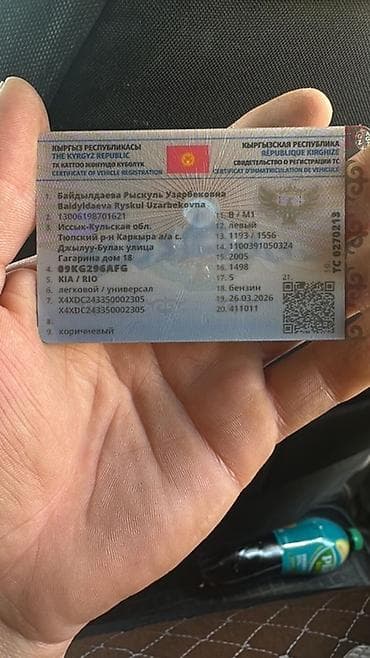 КЫРГЫЗ РЕСПУБЛИКАСЫ
THE KYRGYZ REPUBLIC
ТК КАТТОО ЖӨНҮНДӨ КҮБӨЛҮК
CERTIFICATE OF VEHICLE REGISTRATION
КЫРГЫЗСКАЯ РЕСПУБЛИКА
RÉPUBLIQUE KIRGHIZE
СВИДЕТЕЛЬСТВО О РЕГИСТРАЦИИ ТС
CERTIFICAT D'IMMATRICULATION DE VÉHICULE
1. Байдылдаева Рыскуль Узарбековна
Baidyldaeva Ryskul Uzarbekovna
2. 13006198701621
3. Иссык-Кульская обл.
4. Тюпский р-н Каркыра а/а с.
Джылуу-Булак улица
Гагарина дом 18
4. 09KG296AFG
5. KIA / RIO
6. легковой / универсал
7. X4XDC243350002305
X4XDC243350002305
8.
9. коричневый
11. B / M1
12. левый
13. 1193 / 1556
14. 1100391050324
15. 2005
16. 1498
17. 5
18. бензин
19. 26.03.2026
20. 411011
21.
TC 0270213